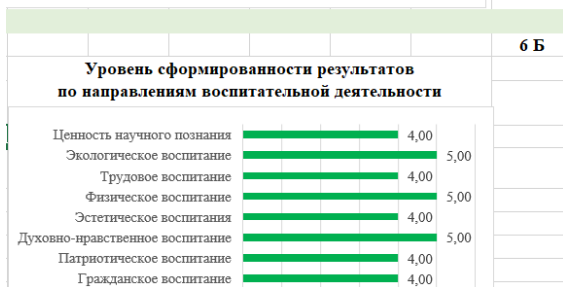 6 Б
Уровень сформированности результатов
по направлениям воспитательной деятельности
Ценность научного познания 4,00
Экологическое воспитание 5,00
Трудовое воспитание 4,00
Физическое воспитание 5,00
Эстетическое воспитания 4,00
Духовно-нравственное воспитание 5,00
Патриотическое воспитание 4,00
Гражданское воспитание 4,00